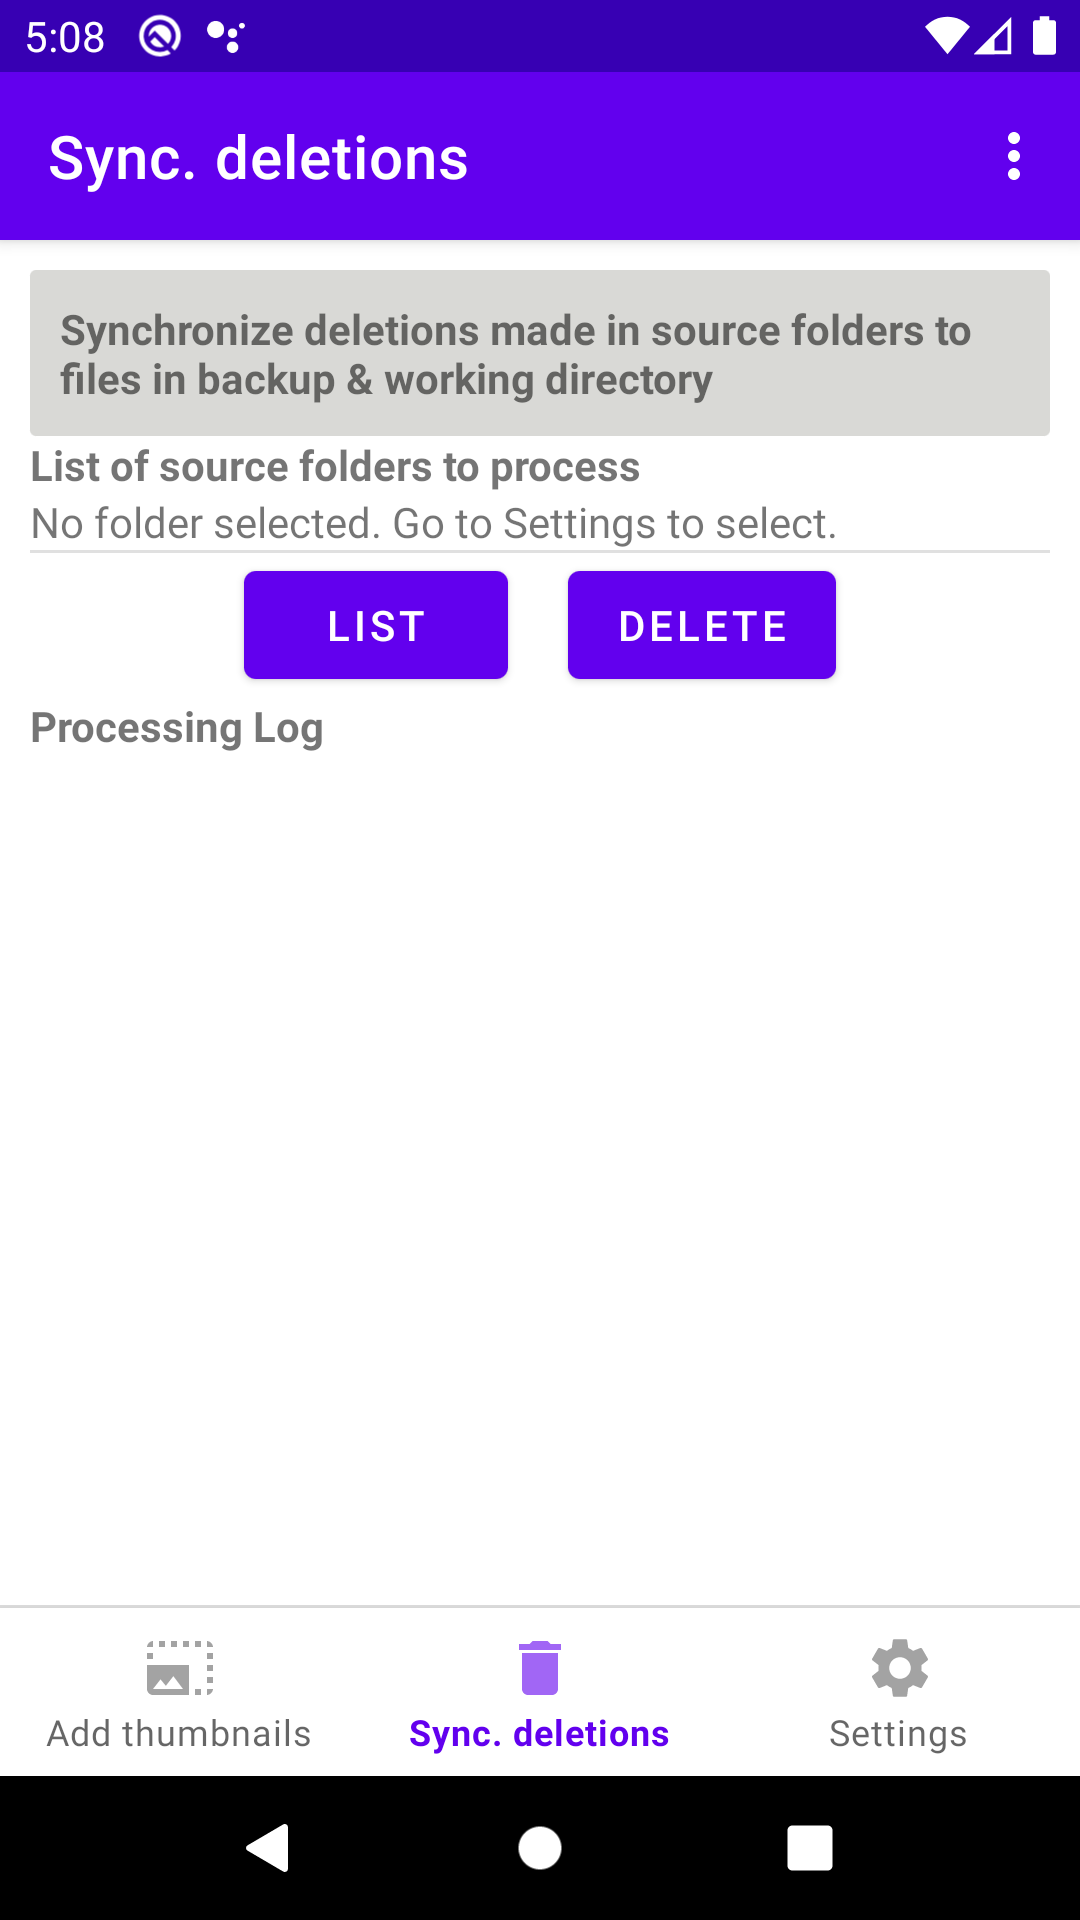 5:08
Sync. deletions
Synchronize deletions made in source folders to
files in backup & working directory
List of source folders to process
No folder selected. Go to Settings to select.
LIST
DELETE
Processing Log
Add thumbnails
Sync. deletions
Settings